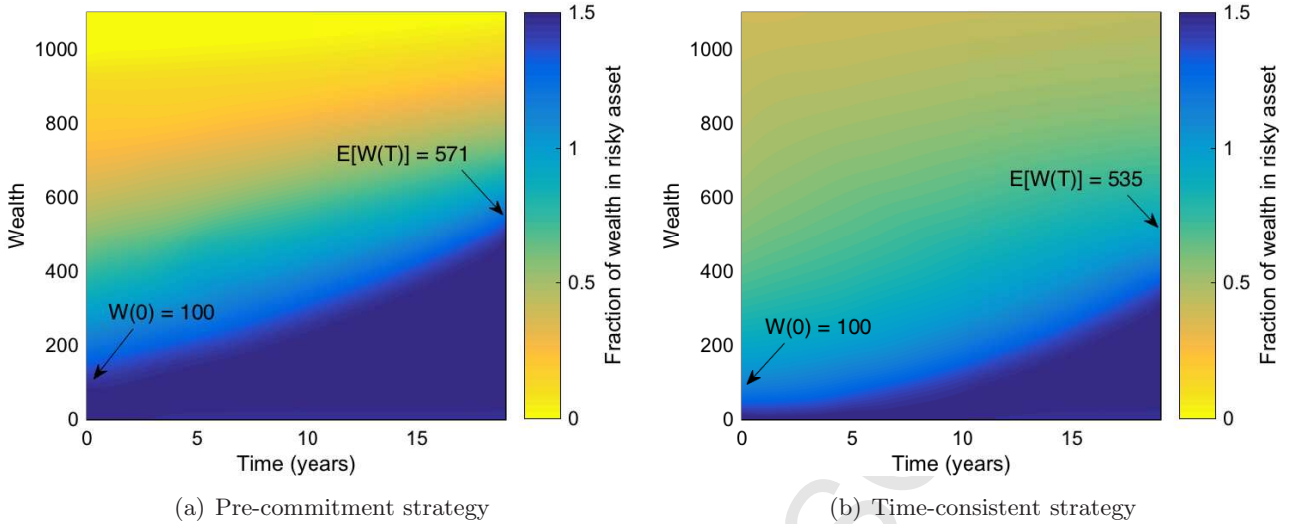 1000
800
600
400
200
0
Wealth
E[W(T)] = 571
W(0) = 100
0
5
10
15
Time (years)
1.5
1
0.5
0
Fraction of wealth in risky asset
(a) Pre-commitment strategy
1000
800
600
400
200
0
Wealth
E[W(T)] = 535
W(0) = 100
0
5
10
15
Time (years)
1.5
1
0.5
0
Fraction of wealth in risky asset
(b) Time-consistent strategy